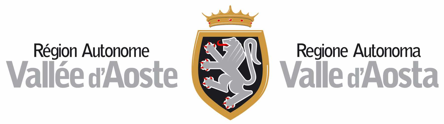 Région Autonome
Vallée d'Aoste
Regione Autonoma
Valle d'Aosta